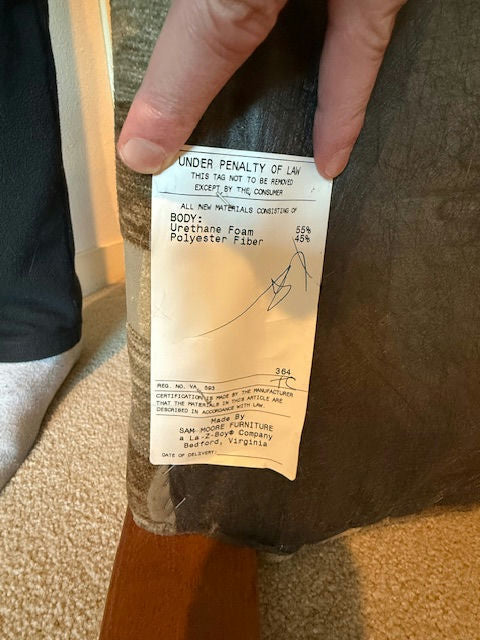 UNDER PENALTY OF LAW
THIS TAG NOT TO BE REMOVED
EXCEPT BY THE CONSUMER
ALL NEW MATERIALS CONSISTING OF
BODY:
Urethane Foam 55%
Polyester Fiber 45%
364
TC
REG. NO. VA. 593
CERTIFICATION IS MADE BY THE MANUFACTURER
THAT THE MATERIALS IN THIS ARTICLE ARE
DESCRIBED IN ACCORDANCE WITH LAW.
Made By
SAM MOORE FURNITURE
a La-Z-Boy® Company
Bedford, Virginia
DATE OF DELIVERY: